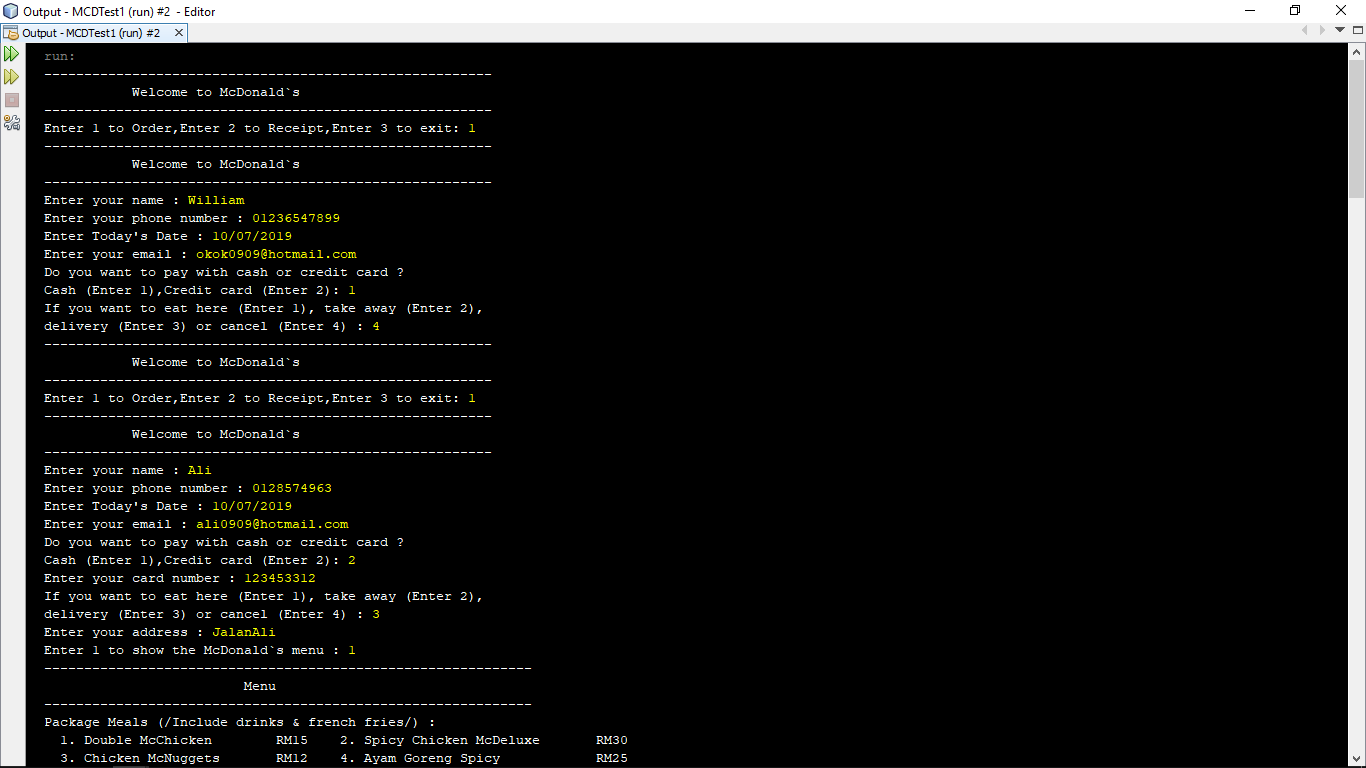 Output - MCDTest1 (run) #2 - Editor
Output - MCDTest1 (run) #2
run:
--------------------------------------------------------
Welcome to McDonald`s
--------------------------------------------------------
Enter 1 to Order,Enter 2 to Receipt,Enter 3 to exit: 1
--------------------------------------------------------
Welcome to McDonald`s
--------------------------------------------------------
Enter your name : William
Enter your phone number : 01236547899
Enter Today's Date : 10/07/2019
Enter your email : okok0909@hotmail.com
Do you want to pay with cash or credit card ?
Cash (Enter 1),Credit card (Enter 2): 1
If you want to eat here (Enter 1), take away (Enter 2),
delivery (Enter 3) or cancel (Enter 4) : 4
--------------------------------------------------------
Welcome to McDonald`s
--------------------------------------------------------
Enter 1 to Order,Enter 2 to Receipt,Enter 3 to exit: 1
--------------------------------------------------------
Welcome to McDonald`s
--------------------------------------------------------
Enter your name : Ali
Enter your phone number : 0128574963
Enter Today's Date : 10/07/2019
Enter your email : ali0909@hotmail.com
Do you want to pay with cash or credit card ?
Cash (Enter 1),Credit card (Enter 2): 2
Enter your card number : 123453312
If you want to eat here (Enter 1), take away (Enter 2),
delivery (Enter 3) or cancel (Enter 4) : 3
Enter your address : JalanAli
Enter 1 to show the McDonald`s menu : 1
-------------------------------------------------------------
Menu
-------------------------------------------------------------
Package Meals (/Include drinks & french fries/) :
1. Double McChicken RM15 2. Spicy Chicken McDeluxe RM30
3. Chicken McNuggets RM12 4. Ayam Goreng Spicy RM25